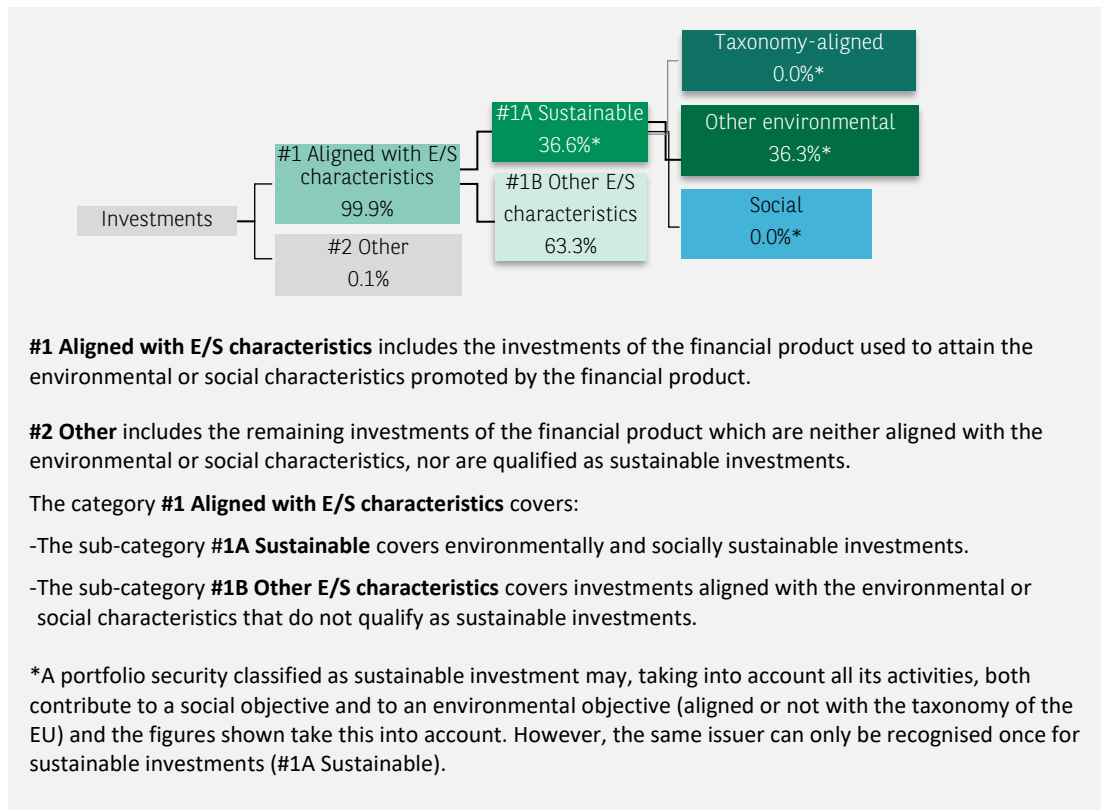 Taxonomy-aligned
0.0%*
#1A Sustainable
36.6%*
Other environmental
36.3%*
#1 Aligned with E/S
characteristics
99.9%
#1B Other E/S
characteristics
63.3%
Social
0.0%*
Investments
#2 Other
0.1%
#1 Aligned with E/S characteristics includes the investments of the financial product used to attain the
environmental or social characteristics promoted by the financial product.
#2 Other includes the remaining investments of the financial product which are neither aligned with the
environmental or social characteristics, nor are qualified as sustainable investments.
The category #1 Aligned with E/S characteristics covers:
-The sub-category #1A Sustainable covers environmentally and socially sustainable investments.
-The sub-category #1B Other E/S characteristics covers investments aligned with the environmental or
social characteristics that do not qualify as sustainable investments.
*A portfolio security classified as sustainable investment may, taking into account all its activities, both
contribute to a social objective and to an environmental objective (aligned or not with the taxonomy of the
EU) and the figures shown take this into account. However, the same issuer can only be recognised once for
sustainable investments (#1A Sustainable).